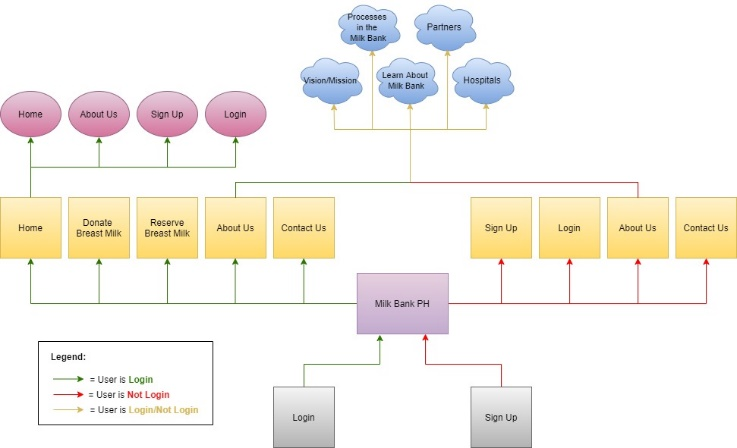 Processes
in the
Milk Bank
Partners
Vision/Mission
Learn About
Milk Bank
Hospitals
Home
About Us
Sign Up
Login
Home
Donate
Breast Milk
Reserve
Breast Milk
About Us
Contact Us
Sign Up
Login
About Us
Contact Us
Milk Bank PH
Legend:
= User is Login
= User is Not Login
= User is Login/Not Login
Login
Sign Up